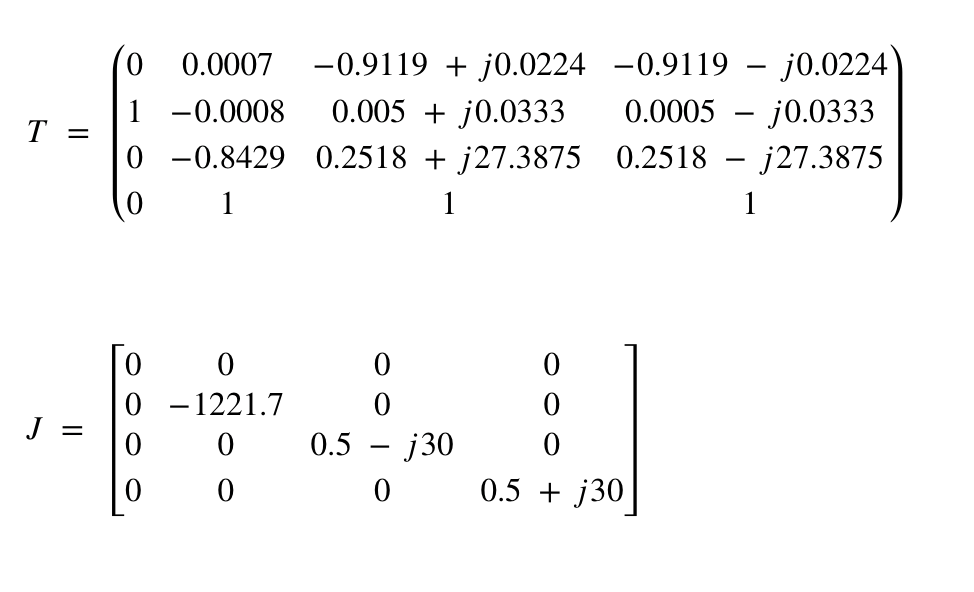 0 0.0007 −0.9119 + j0.0224 −0.9119 − j0.0224
1 −0.0008 0.005 + j0.0333 0.0005 − j0.0333
T =
0 −0.8429 0.2518 + j27.3875 0.2518 − j27.3875
0 1 1 1
0 0 0 0
0 −1221.7 0 0
J =
0 0 0.5 − j30 0
0 0 0 0.5 + j30